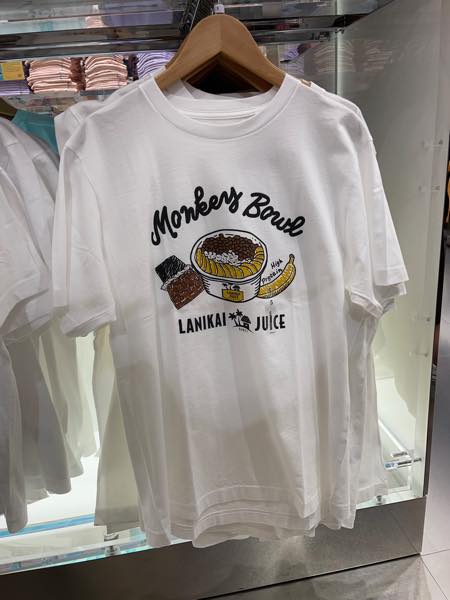 Monkey Bowl
High
Protein
LANIKAI JUICE